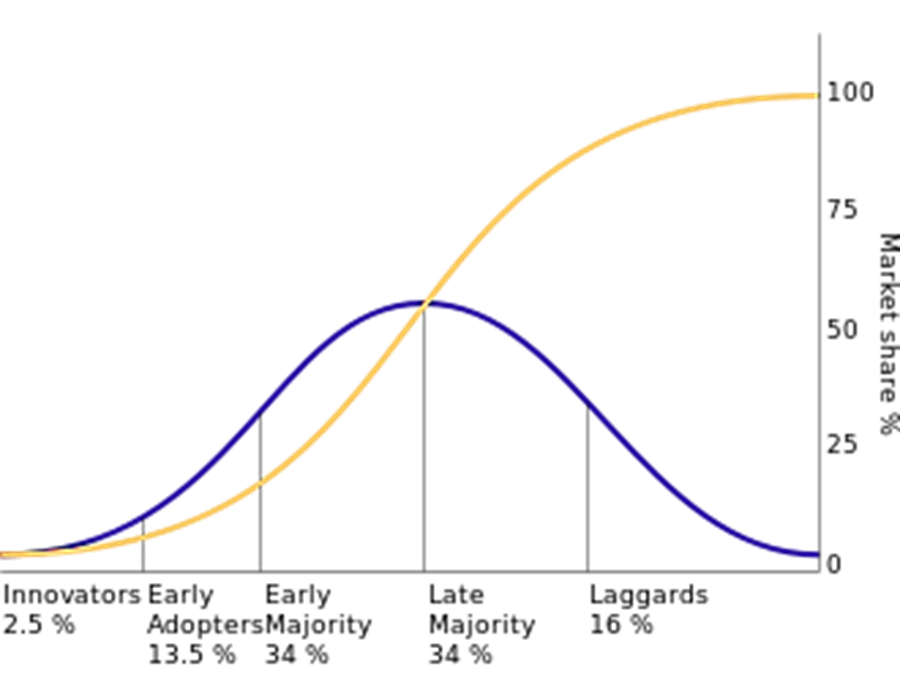 100
75
50
25
0
Market share %
Innovators
2.5 %
Early
Adopters
13.5 %
Early
Majority
34 %
Late
Majority
34 %
Laggards
16 %